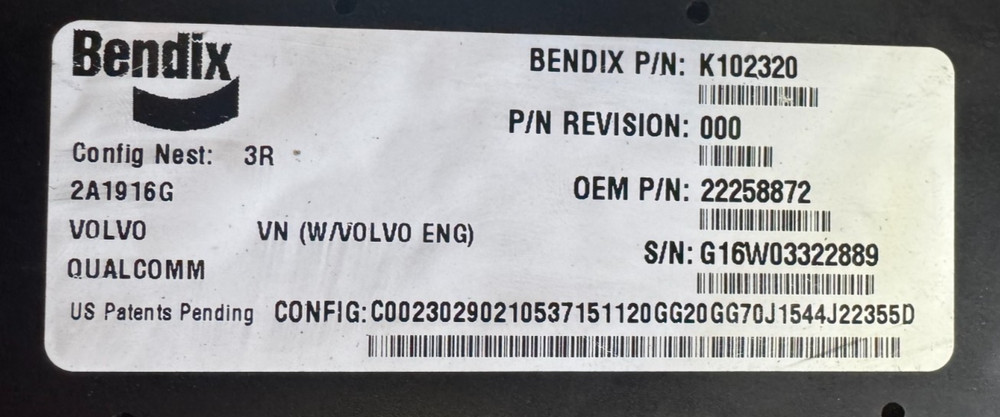 Bendix
BENDIX P/N: K102320
P/N REVISION: 000
Config Nest: 3R
2A1916G
OEM P/N: 22258872
VOLVO VN (W/VOLVO ENG)
S/N: G16W03322889
QUALCOMM
US Patents Pending CONFIG:C00230290210537151120GG20GG70J1544J22355D